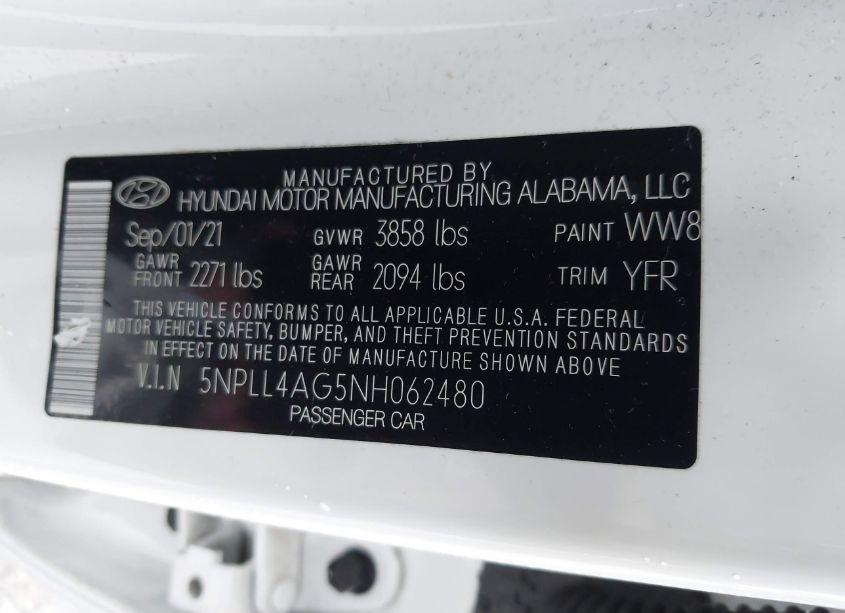 MANUFACTURED BY
HYUNDAI MOTOR MANUFACTURING ALABAMA, LLC
Sep/01/21 GVWR 3858 lbs PAINT WW8
GAWR FRONT 2271 lbs GAWR REAR 2094 lbs TRIM YFR
THIS VEHICLE CONFORMS TO ALL APPLICABLE U.S.A. FEDERAL
MOTOR VEHICLE SAFETY, BUMPER, AND THEFT PREVENTION STANDARDS
IN EFFECT ON THE DATE OF MANUFACTURE SHOWN ABOVE
V.I.N 5NPLL4AG5NH062480
PASSENGER CAR